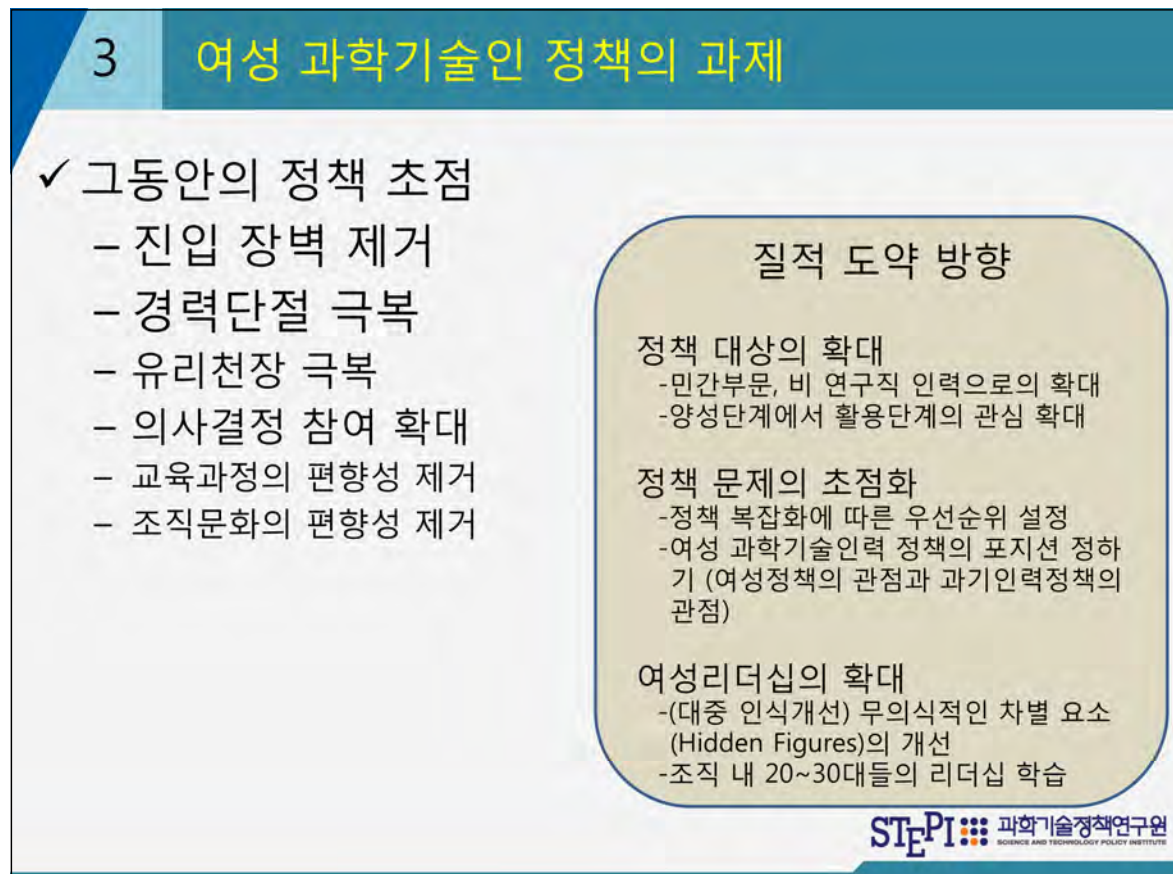 3 여성 과학기술인 정책의 과제
✓ 그동안의 정책 초점
– 진입 장벽 제거
– 경력단절 극복
– 유리천장 극복
– 의사결정 참여 확대
– 교육과정의 편향성 제거
– 조직문화의 편향성 제거
질적 도약 방향
정책 대상의 확대
-민간부문, 비 연구직 인력으로의 확대
-양성단계에서 활용단계의 관심 확대
정책 문제의 초점화
-정책 복잡화에 따른 우선순위 설정
-여성 과학기술인력 정책의 포지션 정하
기 (여성정책의 관점과 과기인력정책의
관점)
여성리더십의 확대
-(대중 인식개선) 무의식적인 차별 요소
(Hidden Figures)의 개선
-조직 내 20~30대들의 리더십 학습
STEPI 과학기술정책연구원
SCIENCE AND TECHNOLOGY POLICY INSTITUTE